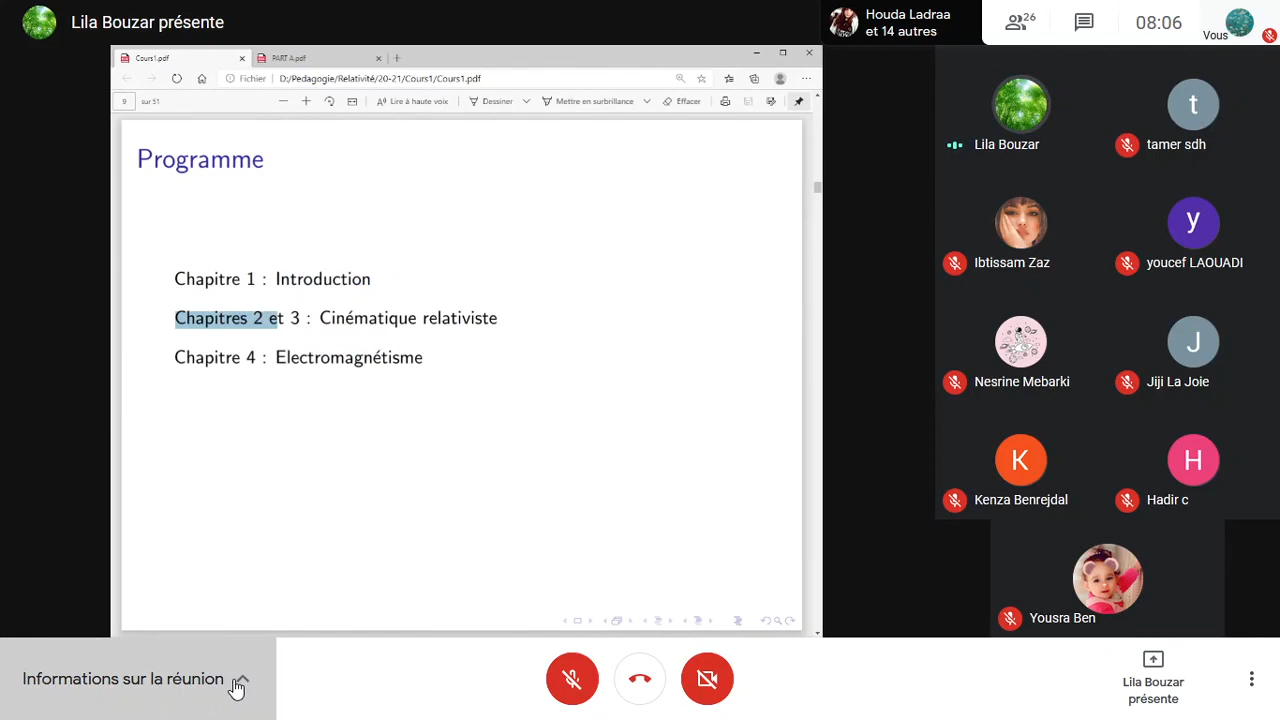 Lila Bouzar présente
Houda Ladraa
et 14 autres
26
08:06
Vous
Cours1.pdf
PART A.pdf
Fichier
D:/Pedagogie/Relativité/20-21/Cours1/Cours1.pdf
9
sur 51
Lire à haute voix
Dessiner
Mettre en surbrillance
Effacer
Programme
Chapitre 1 : Introduction
Chapitres 2 et 3 : Cinématique relativiste
Chapitre 4 : Electromagnétisme
Lila Bouzar
t
tamer sdh
Ibtissam Zaz
y
youcef LAOUADI
Nesrine Mebarki
J
Jiji La Joie
K
Kenza Benrejdal
H
Hadir c
Yousra Ben
Informations sur la réunion
Lila Bouzar
présente